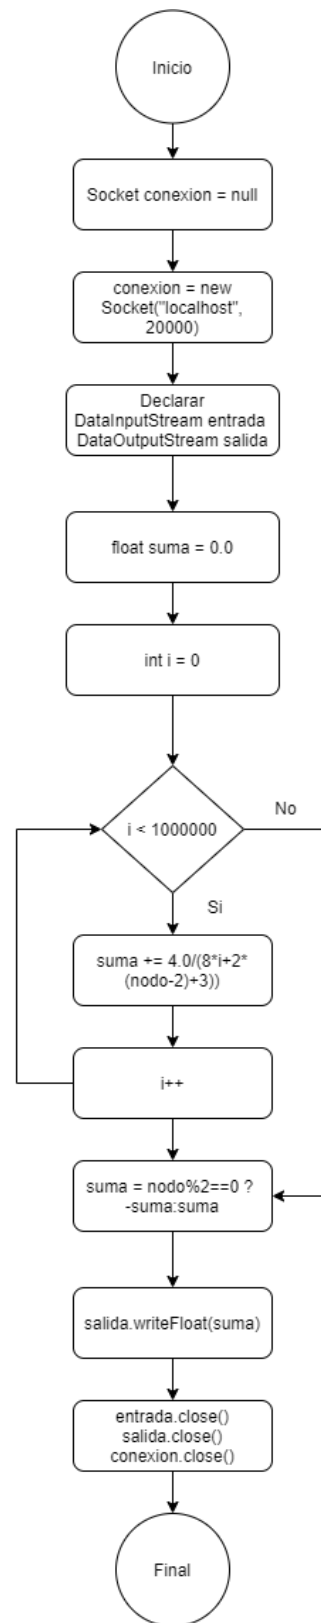 Inicio
Socket conexion = null
conexion = new
Socket("localhost",
20000)
Declarar
DataInputStream entrada
DataOutputStream salida
float suma = 0.0
int i = 0
i < 1000000
No
Si
suma += 4.0/(8*i+2*
(nodo-2)+3))
i++
suma = nodo%2==0 ?
-suma:suma
salida.writeFloat(suma)
entrada.close()
salida.close()
conexion.close()
Final